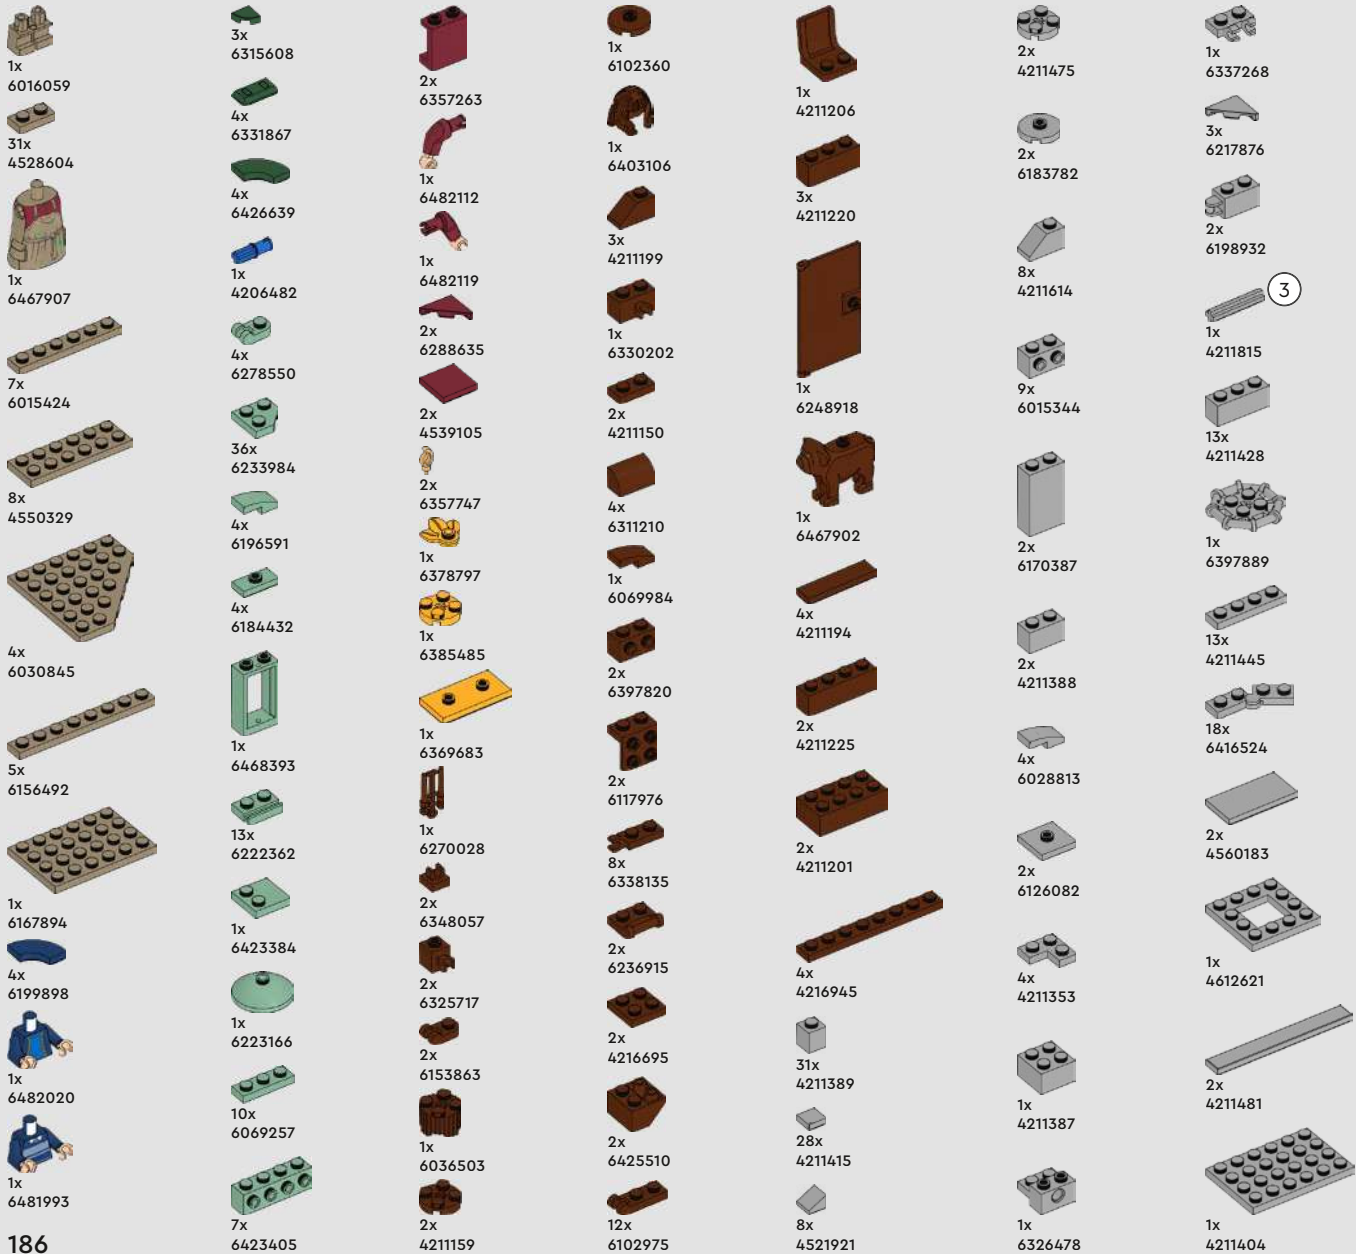 1x
6016059
31x
4528604
1x
6467907
7x
6015424
8x
4550329
4x
6030845
5x
6156492
1x
6167894
4x
6199898
1x
6482020
1x
6481993
186
3x
6315608
4x
6331867
4x
6426639
1x
4206482
4x
6278550
36x
6233984
4x
6196591
4x
6184432
1x
6468393
13x
6222362
1x
6423384
1x
6223166
10x
6069257
7x
6423405
2x
6357263
1x
6482112
1x
6482119
2x
6288635
2x
4539105
2x
6357747
1x
6378797
1x
6385485
1x
6369683
1x
6270028
2x
6348057
2x
6325717
2x
6153863
1x
6036503
2x
4211159
1x
6102360
1x
6403106
3x
4211199
1x
6330202
2x
4211150
4x
6311210
1x
6069984
2x
6397820
2x
6117976
8x
6338135
2x
6236915
2x
4216695
2x
6425510
12x
6102975
1x
4211206
3x
4211220
1x
6248918
1x
6467902
4x
4211194
2x
4211225
2x
4211201
4x
4216945
31x
4211389
28x
4211415
8x
4521921
2x
4211475
2x
6183782
8x
4211614
9x
6015344
2x
6170387
2x
4211388
4x
6028813
2x
6126082
4x
4211353
1x
4211387
1x
6326478
1x
6337268
3x
6217876
2x
6198932
3
1x
4211815
13x
4211428
1x
6397889
13x
4211445
18x
6416524
2x
4560183
1x
4612621
2x
4211481
1x
4211404